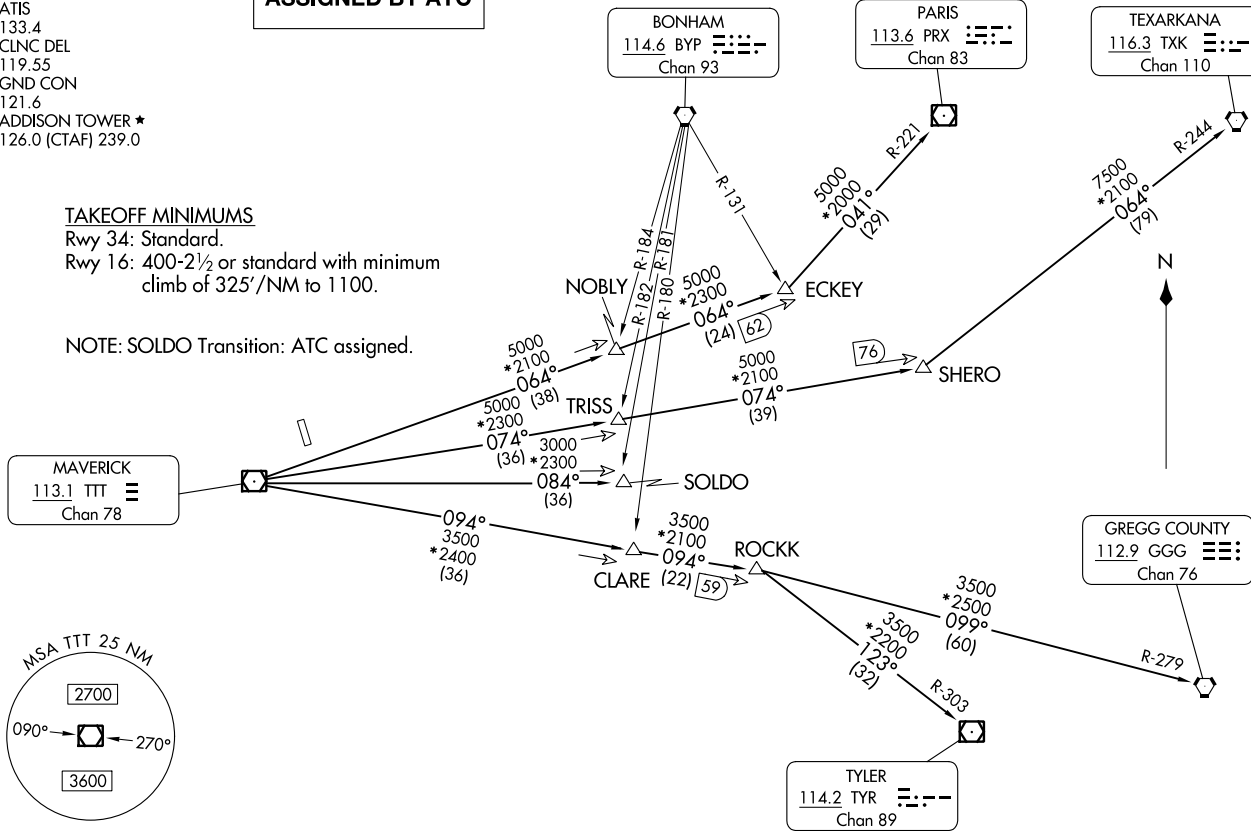 ATIS
133.4
CLNC DEL
119.55
GND CON
121.6
ADDISON TOWER ★
126.0 (CTAF) 239.0
ASSIGNED BY ATC
BONHAM
114.6 BYP
Chan 93
PARIS
113.6 PRX
Chan 83
TEXARKANA
116.3 TXK
Chan 110
TAKEOFF MINIMUMS
Rwy 34: Standard.
Rwy 16: 400-2½ or standard with minimum
climb of 325'/NM to 1100.
NOTE: SOLDO Transition: ATC assigned.
R-221
R-244
R-131
R-184
R-181
R-182
R-180
5000
*2000
041°
(29)
7500
*2100
064°
(79)
N
NOBLY
5000
*2300
064°
(24)
62
ECKEY
5000
*2100
064°
(38)
76
SHERO
5000
*2100
074°
(39)
TRISS
5000
*2300
074°
(36)
3000
*2300
084°
(36)
SOLDO
MAVERICK
113.1 TTT
Chan 78
094°
3500
*2400
(36)
CLARE
3500
*2100
094°
(22)
59
ROCKK
GREGG COUNTY
112.9 GGG
Chan 76
3500
*2500
099°
(60)
R-279
3500
*2200
123°
(32)
R-303
MSA TTT 25 NM
2700
090°
270°
3600
TYLER
114.2 TYR
Chan 89